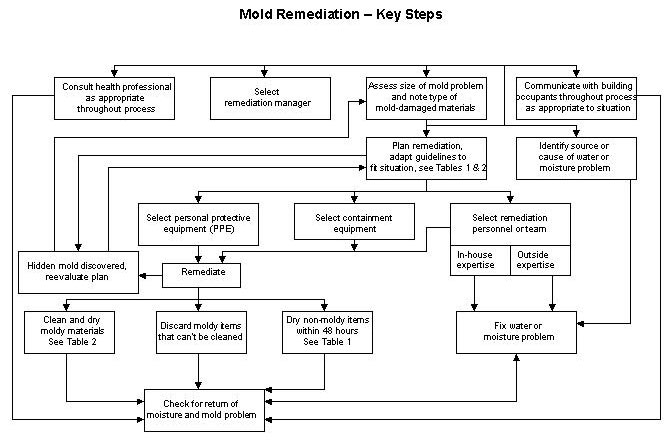 Mold Remediation – Key Steps
Consult health professional
as appropriate
throughout process
Select
remediation manager
Assess size of mold problem
and note type of
mold-damaged materials
Communicate with building
occupants throughout process
as appropriate to situation
Plan remediation,
adapt guidelines to
fit situation, see Tables 1 & 2
Identify source or
cause of water or
moisture problem
Select personal protective
equipment (PPE)
Select containment
equipment
Select remediation
personnel or team
In-house
expertise
Outside
expertise
Hidden mold discovered,
reevaluate plan
Remediate
Clean and dry
moldy materials
See Table 2
Discard moldy items
that can't be cleaned
Dry non-moldy items
within 48 hours
See Table 1
Fix water or
moisture problem
Check for return of
moisture and mold problem